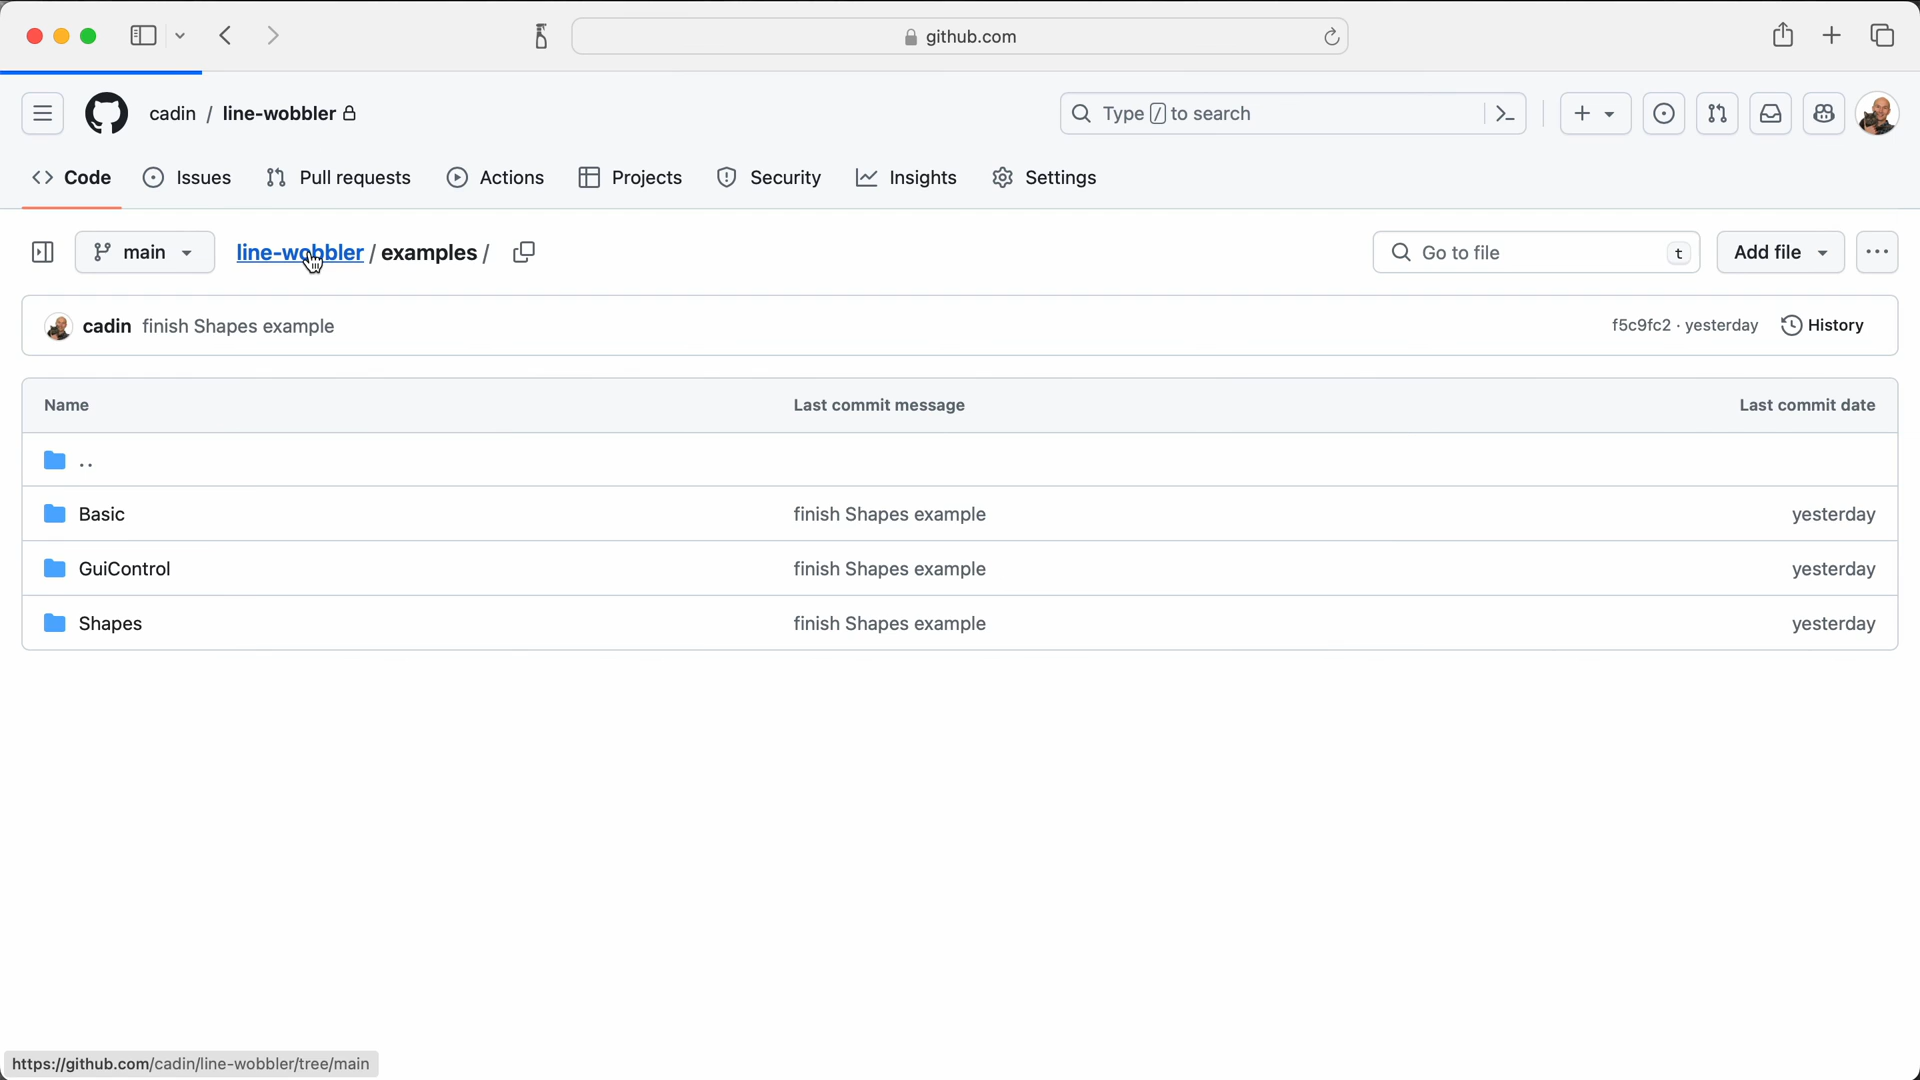 github.com
cadin / line-wobbler
Type / to search
Code Issues Pull requests Actions Projects Security Insights Settings
main line-wobbler / examples / Go to file t Add file
cadin finish Shapes example f5c9fc2 · yesterday History
Name Last commit message Last commit date
..
Basic finish Shapes example yesterday
GuiControl finish Shapes example yesterday
Shapes finish Shapes example yesterday
https://github.com/cadin/line-wobbler/tree/main